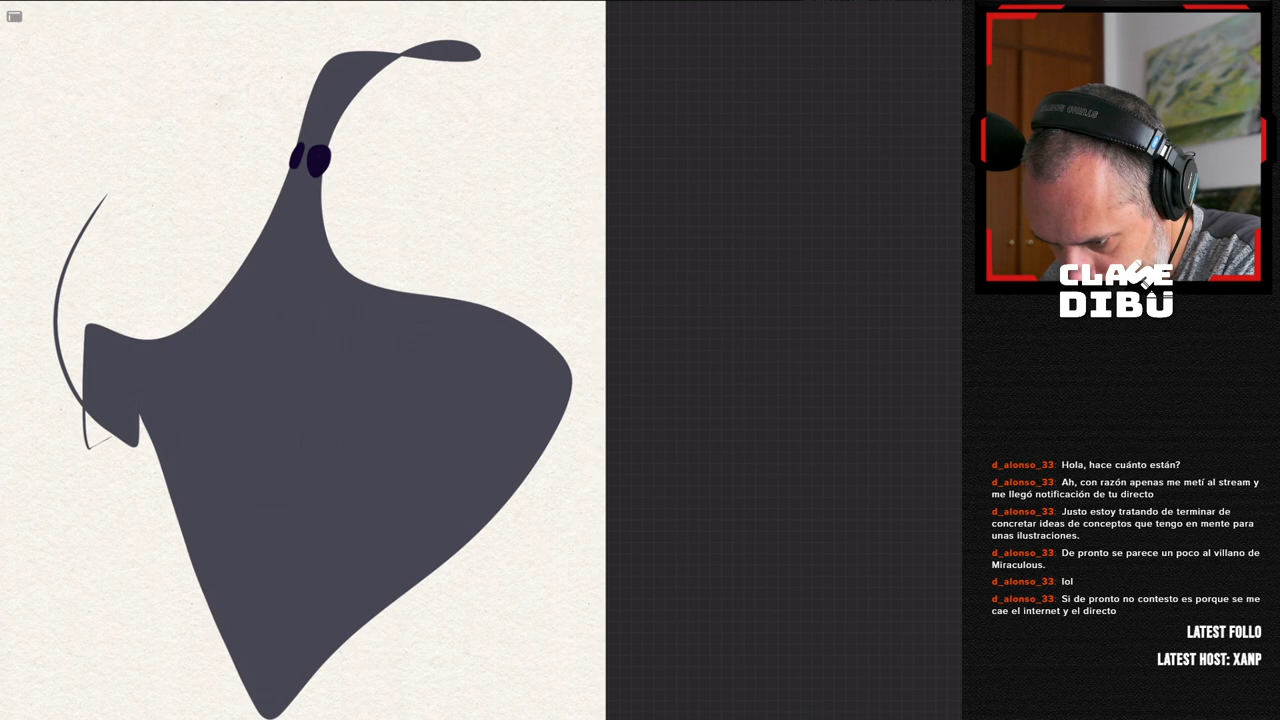 CLASE
DIBU
d_alonso_33: Hola, hace cuánto están?
d_alonso_33: Ah, con razón apenas me metí al stream y
me llegó notificación de tu directo
d_alonso_33: Justo estoy tratando de terminar de
concretar ideas de conceptos que tengo en mente para
unas ilustraciones.
d_alonso_33: De pronto se parece un poco al villano de
Miraculous.
d_alonso_33: lol
d_alonso_33: Si de pronto no contesto es porque se me
cae el internet y el directo
LATEST FOLLO
LATEST HOST: XANP